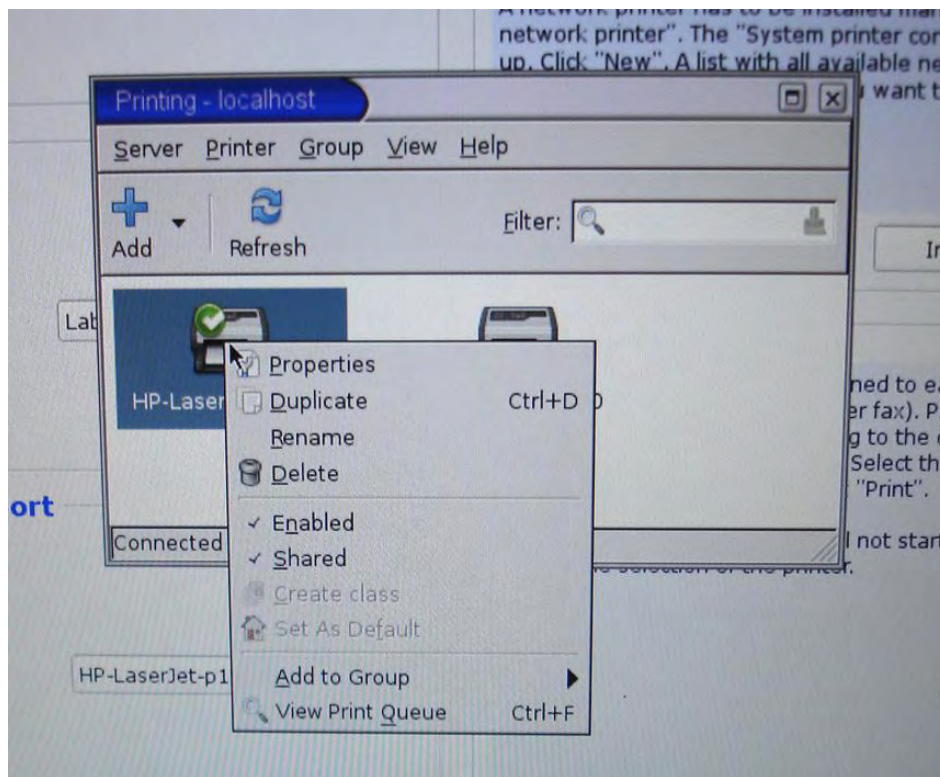 network printer". The "System printer
up. Click "New". A list with all available
want
Printing - localhost
Server Printer Group View Help
Add
Refresh
Filter:
HP-Laser
Properties
Duplicate Ctrl+D
Rename
Delete
Enabled
Shared
Create class
Set As Default
Add to Group
View Print Queue Ctrl+F
Connected
Lab
ort
HP-LaserJet-p1
ned to
er fax). P
g to the
Select th
"Print".
not start